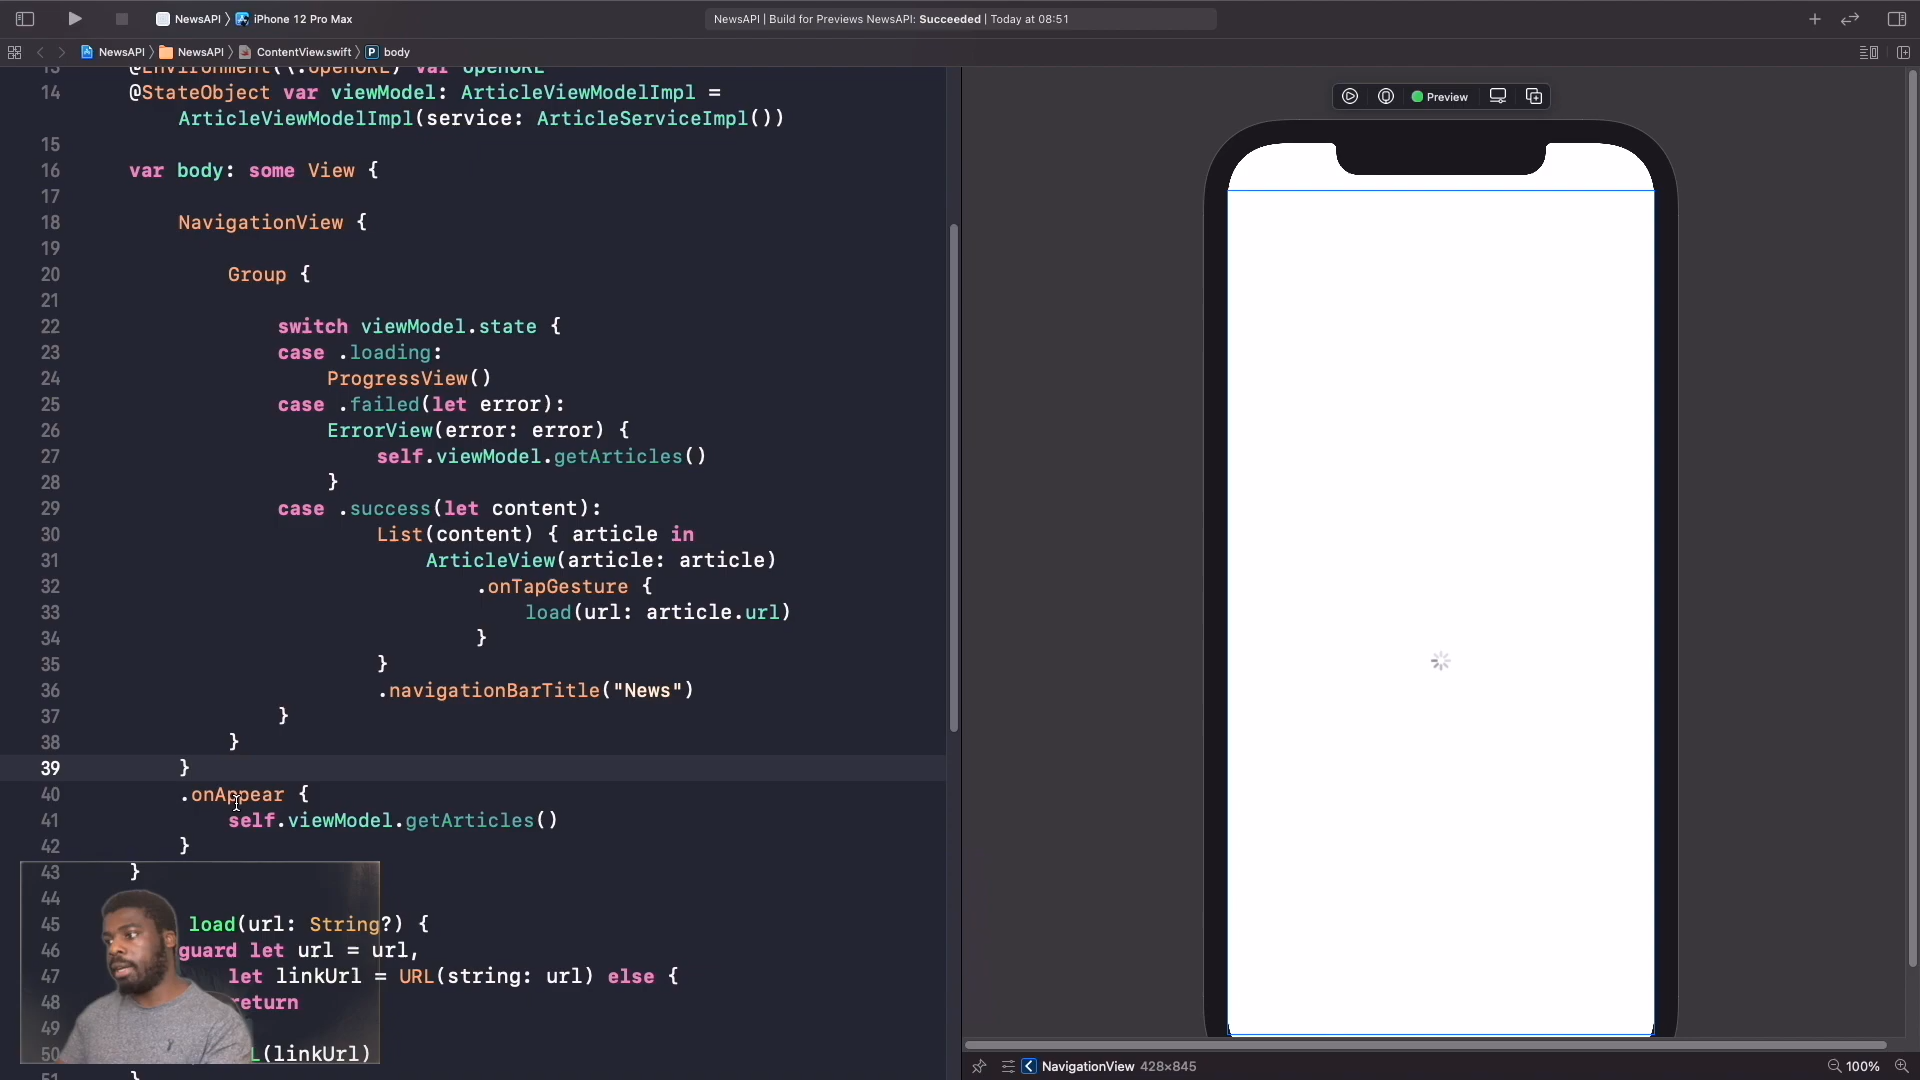 NewsAPI 〉 iPhone 12 Pro Max
NewsAPI | Build for Previews NewsAPI: Succeeded | Today at 08:51
NewsAPI 〉 NewsAPI 〉 ContentView.swift 〉 P body
13 @Environment(\.openURL) var openURL
14 @StateObject var viewModel: ArticleViewModelImpl =
ArticleViewModelImpl(service: ArticleServiceImpl())
15
16 var body: some View {
17
18 NavigationView {
19
20 Group {
21
22 switch viewModel.state {
23 case .loading:
24 ProgressView()
25 case .failed(let error):
26 ErrorView(error: error) {
27 self.viewModel.getArticles()
28 }
29 case .success(let content):
30 List(content) { article in
31 ArticleView(article: article)
32 .onTapGesture {
33 load(url: article.url)
34 }
35 }
36 .navigationBarTitle("News")
37 }
38 }
39 }
40 .onAppear {
41 self.viewModel.getArticles()
42 }
43 }
44
45 load(url: String?) {
46 guard let url = url,
47 let linkUrl = URL(string: url) else {
48 return
49
50 L(linkUrl)
51 }
Preview
NavigationView 428×845
100%